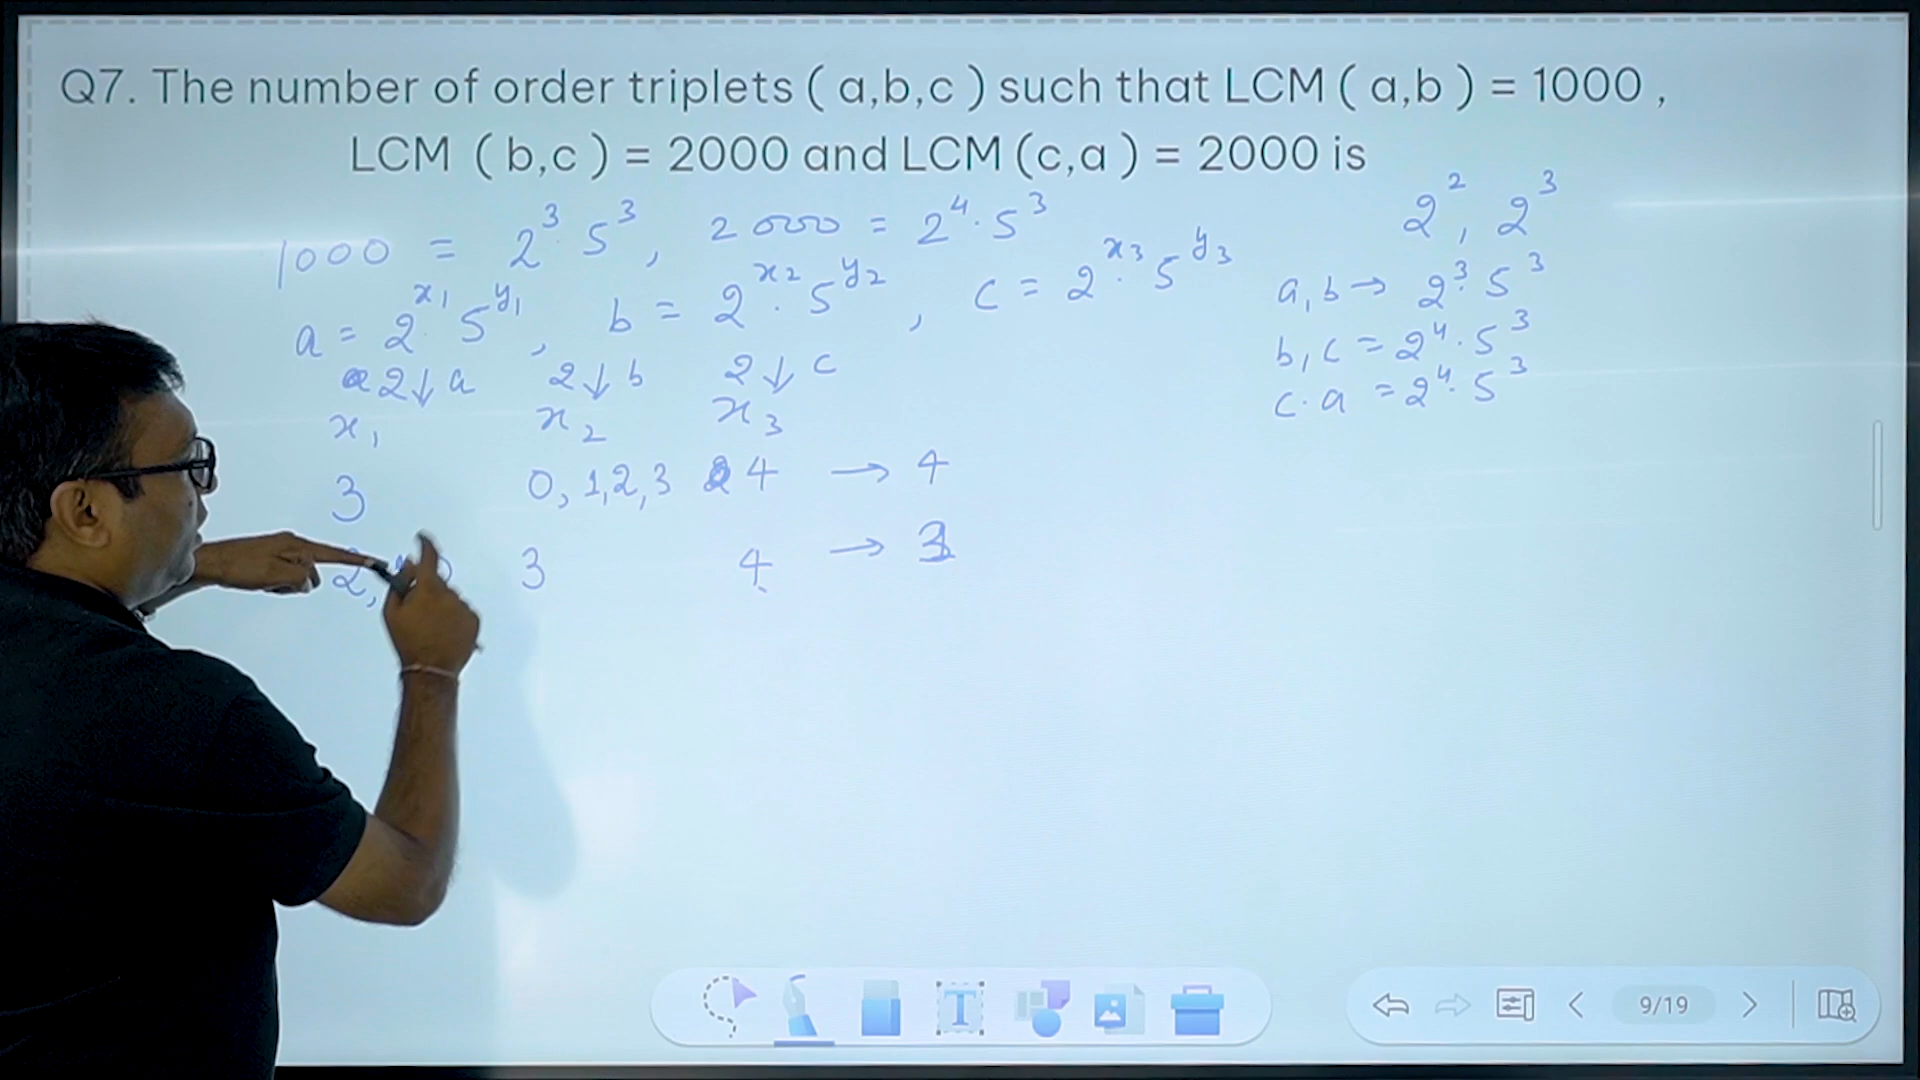 Q7. The number of order triplets ( a,b,c ) such that LCM ( a,b ) = 1000 ,
LCM ( b,c ) = 2000 and LCM (c,a ) = 2000 is
1000 = 2³·5³, 2000 = 2⁴·5³
2², 2³
a = 2^x₁·5^y₁, b = 2^x₂·5^y₂, c = 2^x₃·5^y₃
a,b → 2³·5³
b,c = 2⁴·5³
c.a = 2⁴·5³
2↓a 2↓b 2↓c
x₁ x₂ x₃
3 0,1,2,3 4 → 4
2, 3 4 → 3
T
9/19